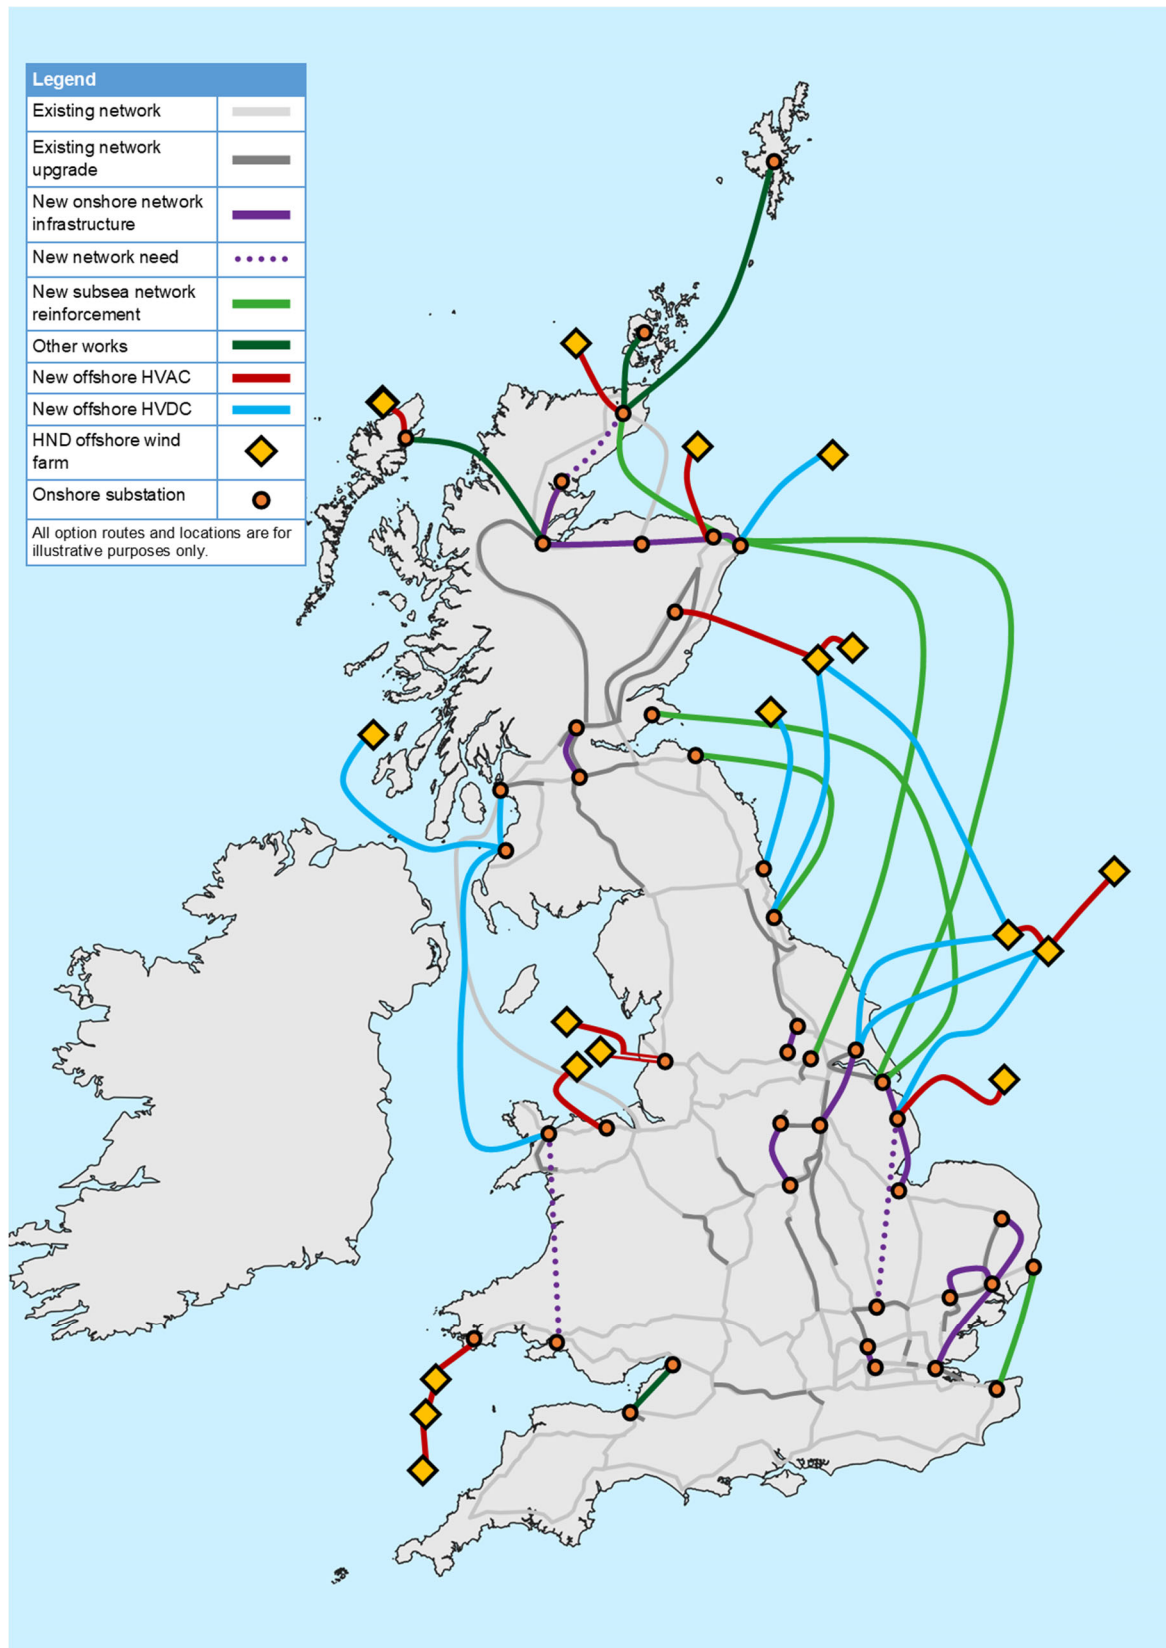 Legend
Existing network
Existing network
upgrade
New onshore network
infrastructure
New network need
New subsea network
reinforcement
Other works
New offshore HVAC
New offshore HVDC
HND offshore wind
farm
Onshore substation
All option routes and locations are for
illustrative purposes only.